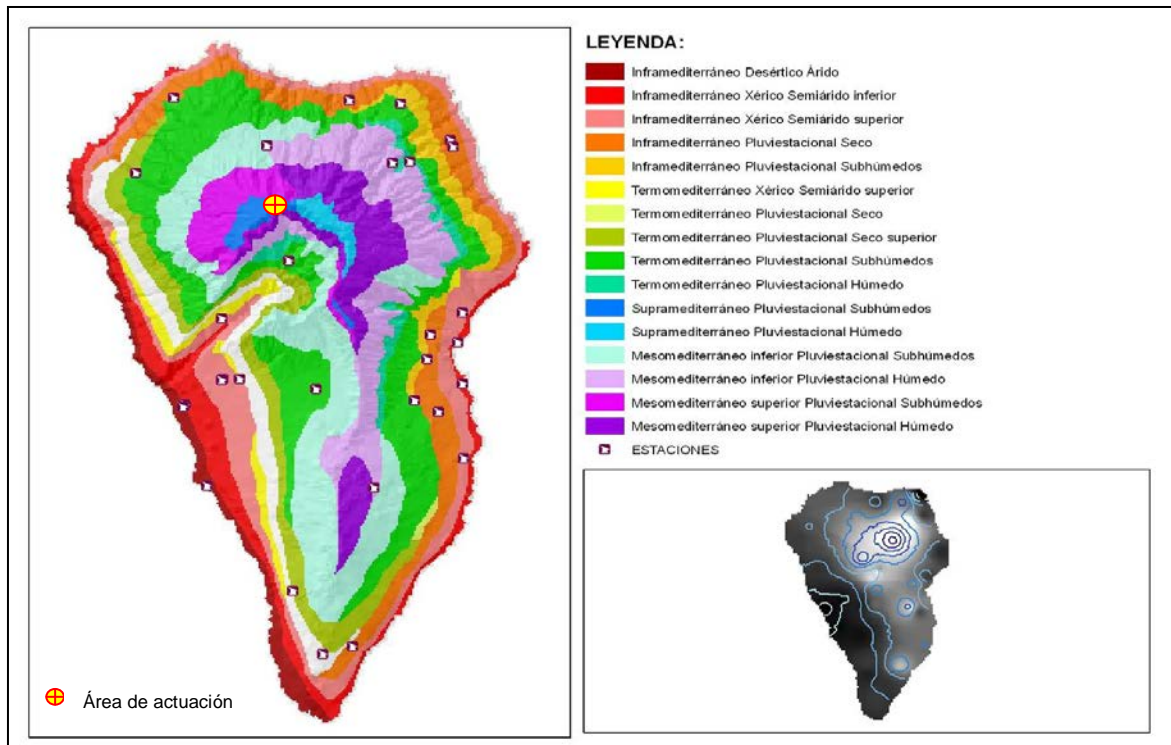 LEYENDA:
Inframediterráneo Desértico Árido
Inframediterráneo Xérico Semiárido inferior
Inframediterráneo Xérico Semiárido superior
Inframediterráneo Pluviestacional Seco
Inframediterráneo Pluviestacional Subhúmedos
Termomediterráneo Xérico Semiárido superior
Termomediterráneo Pluviestacional Seco
Termomediterráneo Pluviestacional Seco superior
Termomediterráneo Pluviestacional Subhúmedos
Termomediterráneo Pluviestacional Húmedo
Supramediterráneo Pluviestacional Subhúmedos
Supramediterráneo Pluviestacional Húmedo
Mesomediterráneo inferior Pluviestacional Subhúmedos
Mesomediterráneo inferior Pluviestacional Húmedo
Mesomediterráneo superior Pluviestacional Subhúmedos
Mesomediterráneo superior Pluviestacional Húmedo
ESTACIONES
Área de actuación